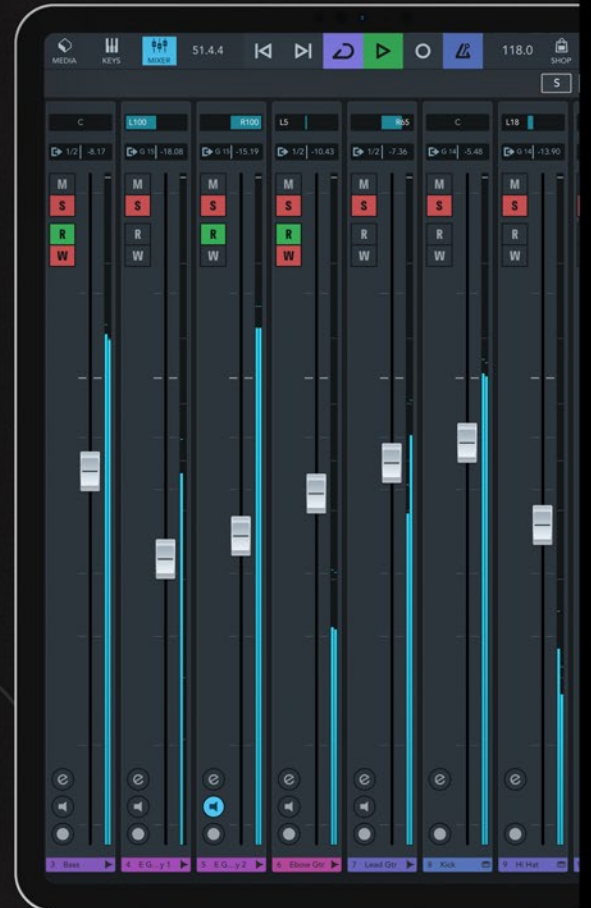 MEDIA
KEYS
MIXER
51.4.4
118.0
SHOP
S
C
L100
R100
L5
R65
C
L18
1/2 -8.17
G 15 -18.08
G 15 -15.19
1/2 -10.43
1/2 -7.36
G 14 -5.48
G 14 -13.90
M M M M M M M
S S S S S S S
R R R R R R R
W W W W W W W
e e e e e e e
3 Bass
4 E G...y 1
5 E G...y 2
6 Ebow Gtr
7 Lead Gtr
8 Kick
9 Hi Hat